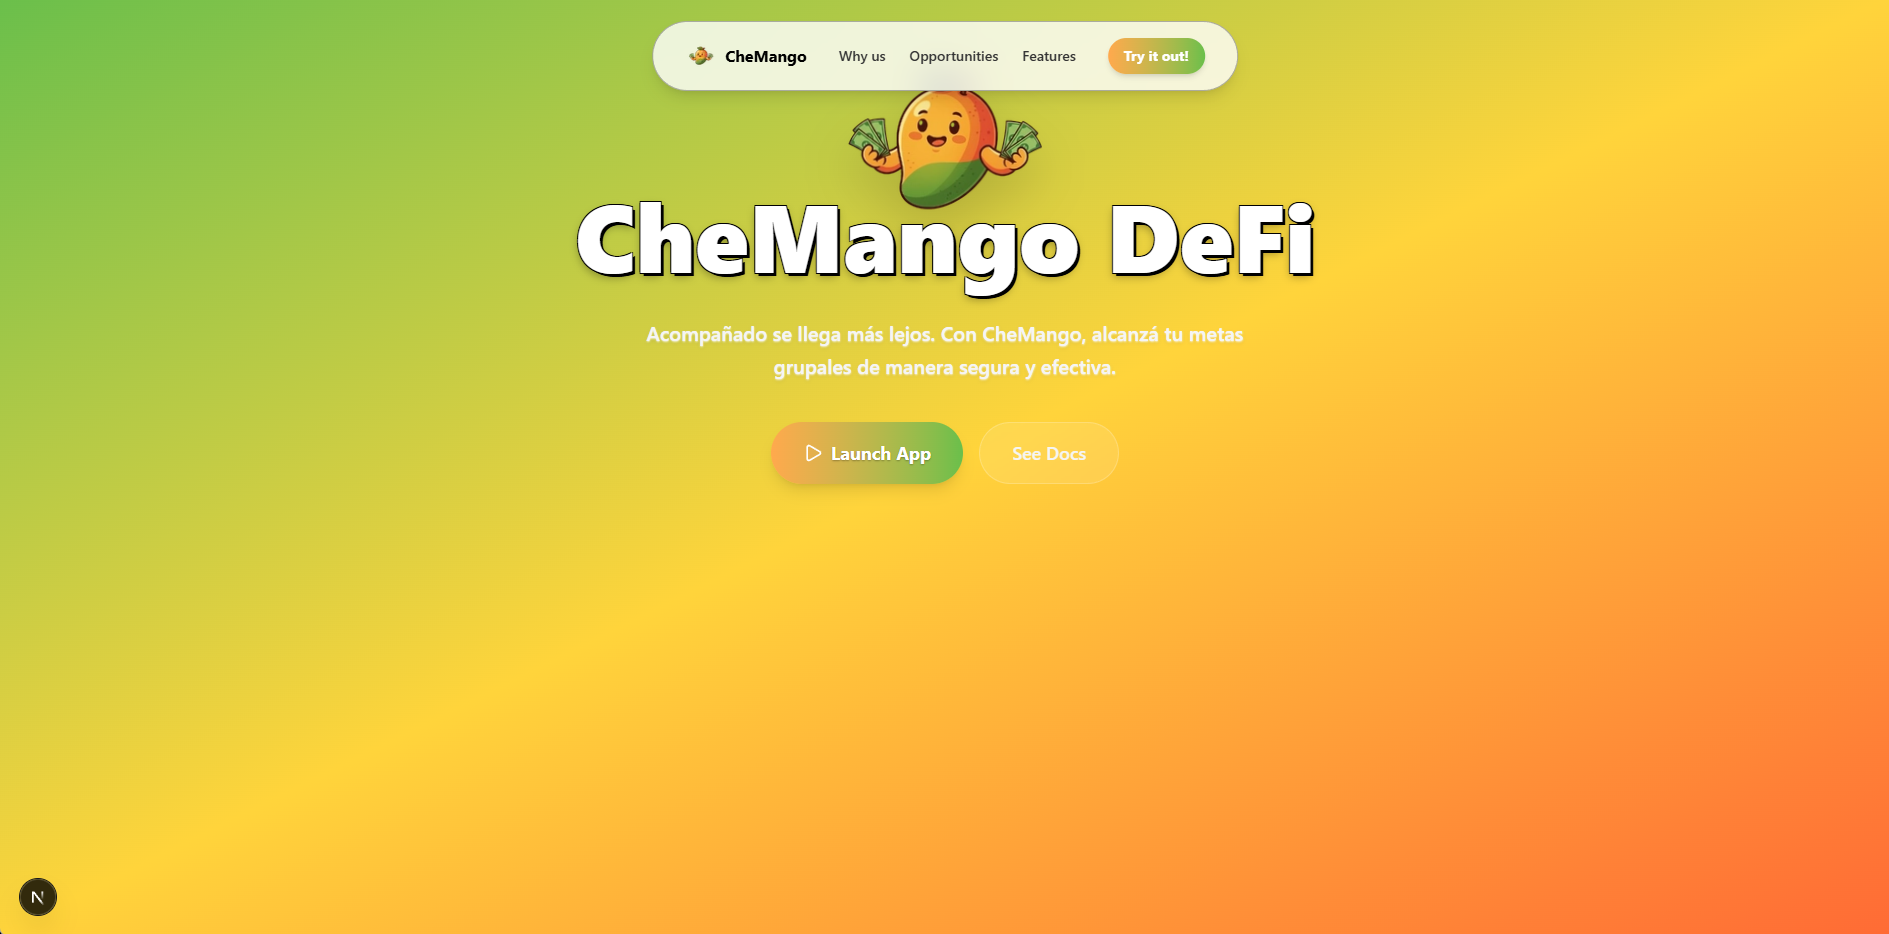 CheMango
Why us
Opportunities
Features
Try it out!
CheMango DeFi
Acompañado se llega más lejos. Con CheMango, alcanzá tu metas
grupales de manera segura y efectiva.
Launch App
See Docs
N